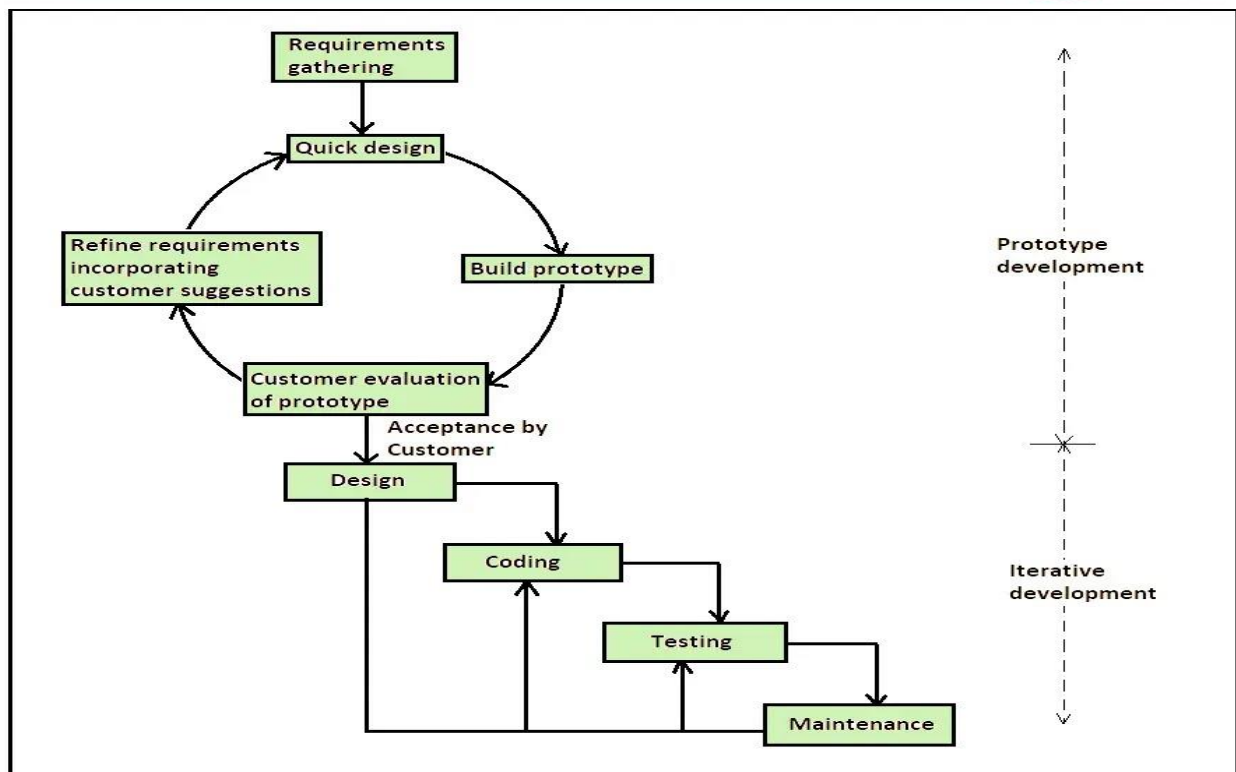 Requirements
gathering
Quick design
Refine requirements
incorporating
customer suggestions
Build prototype
Prototype
development
Customer evaluation
of prototype
Acceptance by
Customer
Design
Coding
Iterative
development
Testing
Maintenance